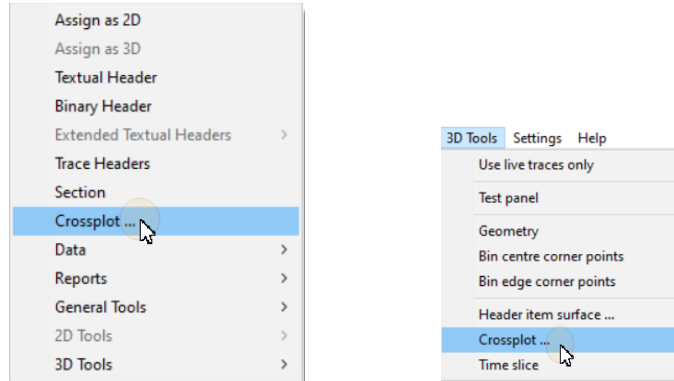 Assign as 2D
Assign as 3D
Textual Header
Binary Header
Extended Textual Headers
Trace Headers
Section
Crossplot ...
Data
Reports
General Tools
2D Tools
3D Tools
3D Tools Settings Help
Use live traces only
Test panel
Geometry
Bin centre corner points
Bin edge corner points
Header item surface ...
Crossplot ...
Time slice